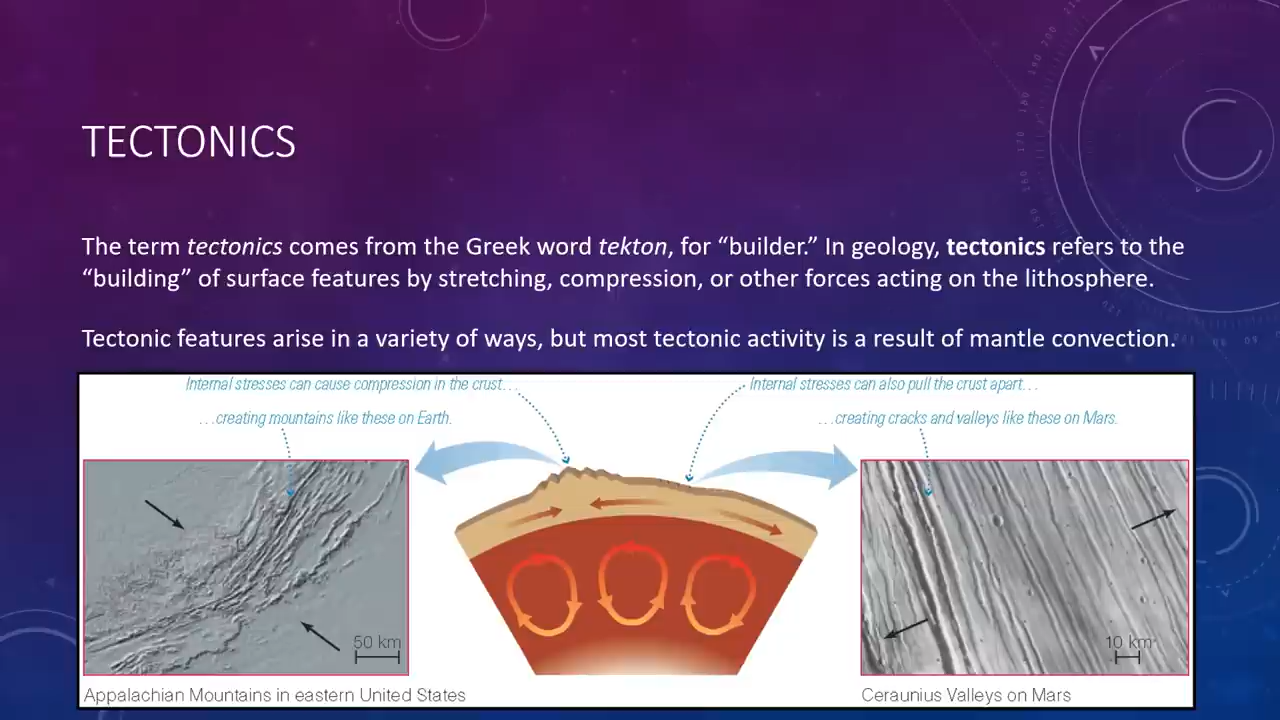 TECTONICS
The term tectonics comes from the Greek word tekton, for “builder.” In geology, tectonics refers to the
“building” of surface features by stretching, compression, or other forces acting on the lithosphere.
Tectonic features arise in a variety of ways, but most tectonic activity is a result of mantle convection.
Internal stresses can cause compression in the crust…
…creating mountains like these on Earth.
Internal stresses can also pull the crust apart…
…creating cracks and valleys like these on Mars.
50 km
10 km
Appalachian Mountains in eastern United States
Ceraunius Valleys on Mars